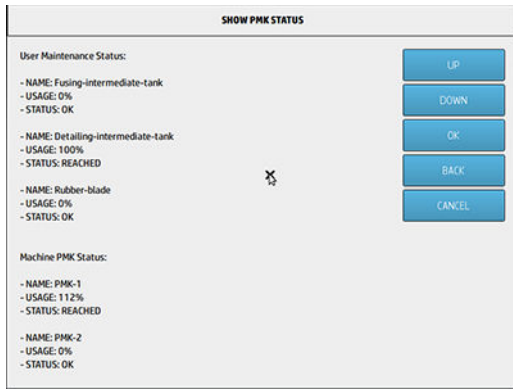 SHOW PMK STATUS
User Maintenance Status:
- NAME: Fusing-intermediate-tank
- USAGE: 0%
- STATUS: OK
- NAME: Detailing-intermediate-tank
- USAGE: 100%
- STATUS: REACHED
- NAME: Rubber-blade
- USAGE: 0%
- STATUS: OK
Machine PMK Status:
- NAME: PMK-1
- USAGE: 112%
- STATUS: REACHED
- NAME: PMK-2
- USAGE: 0%
- STATUS: OK
UP
DOWN
OK
BACK
CANCEL